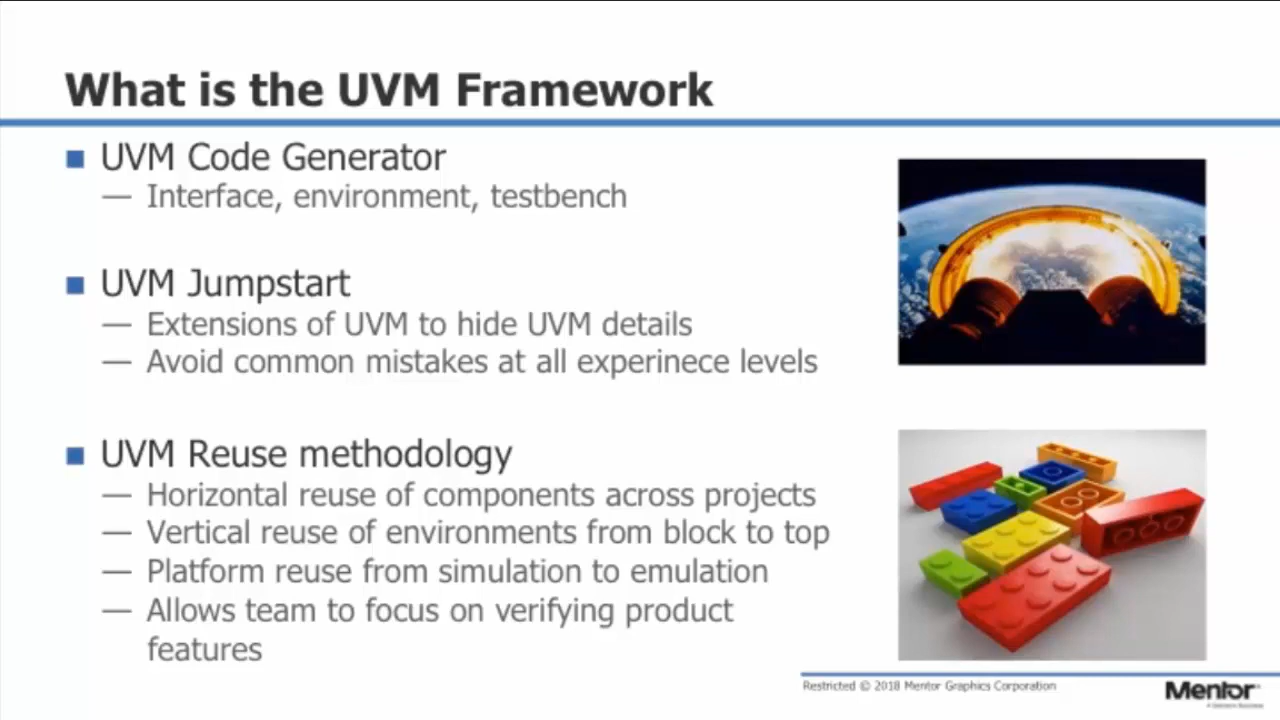 What is the UVM Framework
UVM Code Generator
— Interface, environment, testbench
UVM Jumpstart
— Extensions of UVM to hide UVM details
— Avoid common mistakes at all experinece levels
UVM Reuse methodology
— Horizontal reuse of components across projects
— Vertical reuse of environments from block to top
— Platform reuse from simulation to emulation
— Allows team to focus on verifying product
features
Restricted © 2018 Mentor Graphics Corporation
Mentor
A Siemens Business